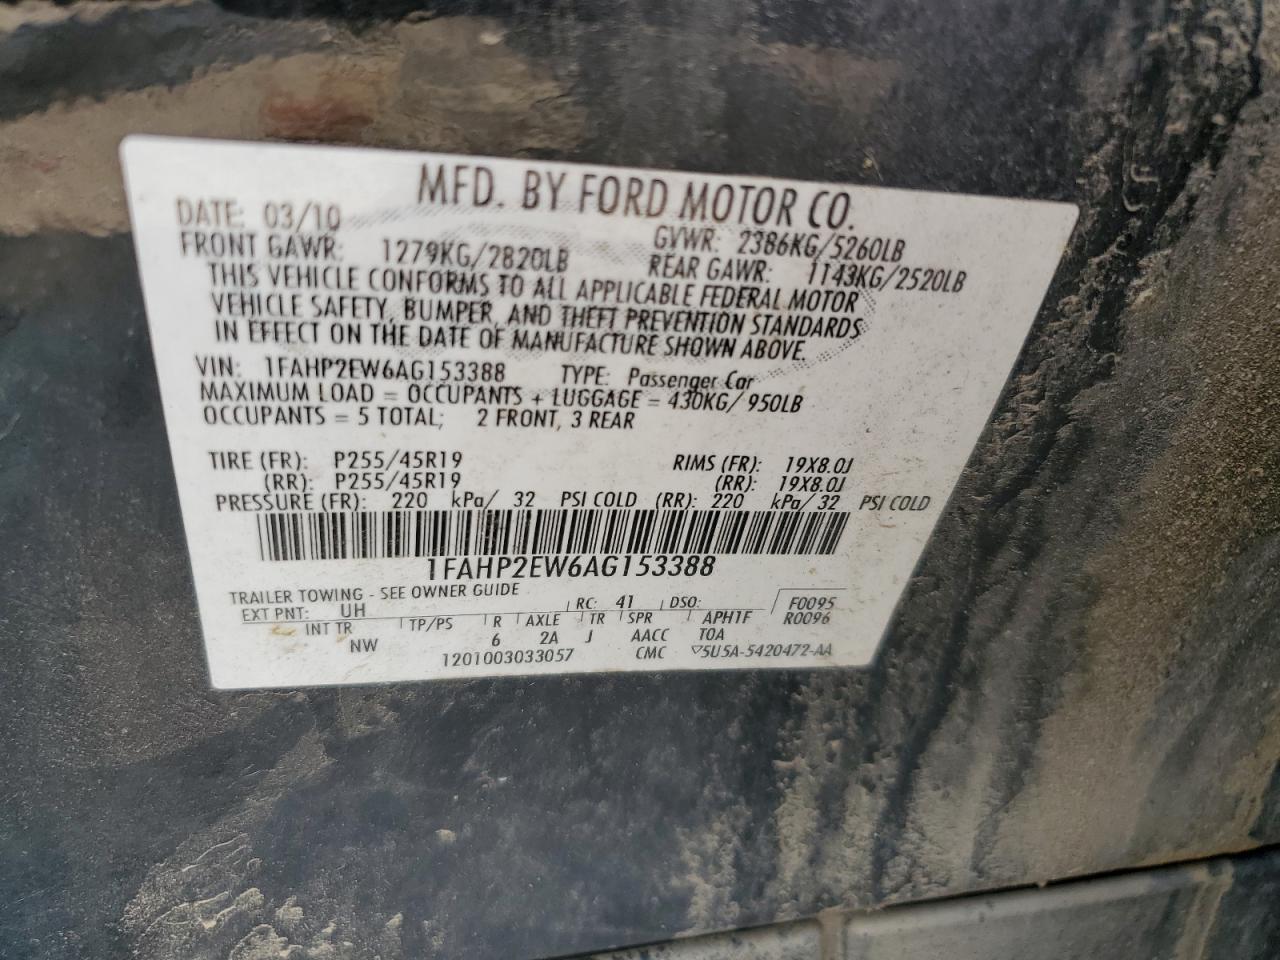 MFD. BY FORD MOTOR CO.
DATE: 03/10 GVWR: 2386KG/5260LB
FRONT GAWR: 1279KG/2820LB REAR GAWR: 1143KG/2520LB
THIS VEHICLE CONFORMS TO ALL APPLICABLE FEDERAL MOTOR
VEHICLE SAFETY, BUMPER, AND THEFT PREVENTION STANDARDS
IN EFFECT ON THE DATE OF MANUFACTURE SHOWN ABOVE.
VIN: 1FAHP2EW6AG153388 TYPE: Passenger Car
MAXIMUM LOAD = OCCUPANTS + LUGGAGE = 430KG/950LB
OCCUPANTS = 5 TOTAL; 2 FRONT, 3 REAR
TIRE (FR): P255/45R19 RIMS (FR): 19X8.0J
(RR): P255/45R19 (RR): 19X8.0J
PRESSURE (FR): 220 kPa/ 32 PSI COLD (RR): 220 kPa/ 32 PSI COLD
1FAHP2EW6AG153388
TRAILER TOWING - SEE OWNER GUIDE
EXT PNT: UH RC: 41 DSO: F0095
INT TR TP/PS R AXLE TR SPR APH1F R0096
NW 6 2A J AACC TOA
1201003033057 CMC ▽5U5A-5420472-AA